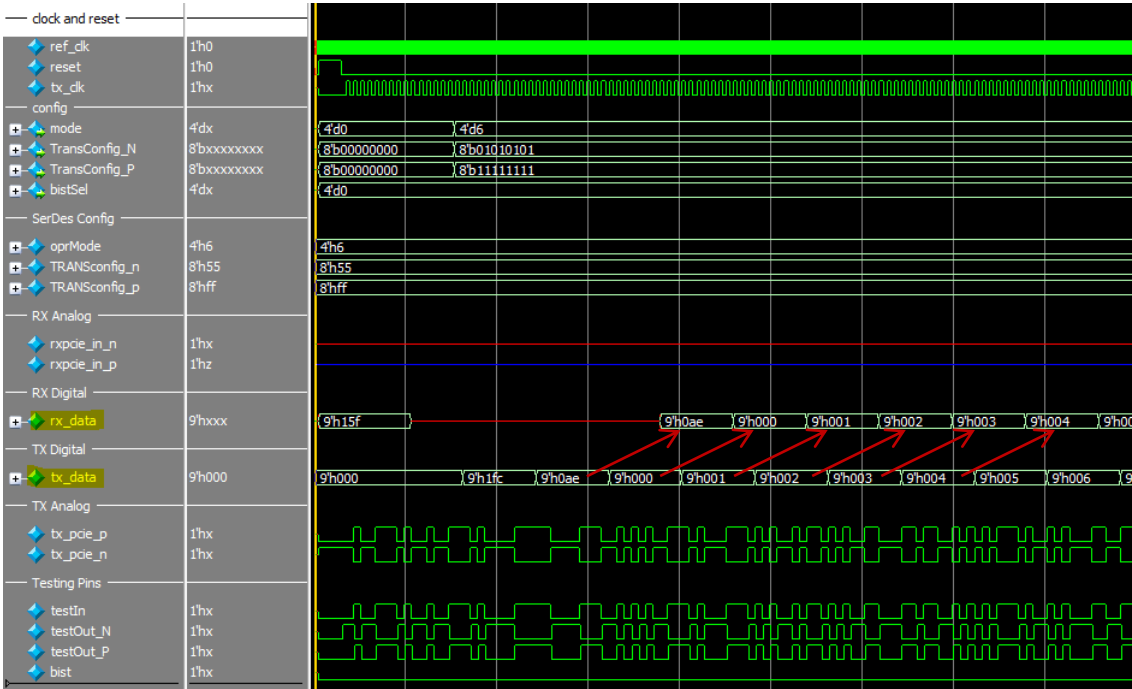 clock and reset
ref_clk 1'h0
reset 1'h0
tx_clk 1'hx
config
mode 4'dx 4'd0 4'd6
TransConfig_N 8'bxxxxxxxx 8'b00000000 8'b01010101
TransConfig_P 8'bxxxxxxxx 8'b00000000 8'b11111111
bistSel 4'dx 4'd0
SerDes Config
oprMode 4'h6 4'h6
TRANSconfig_n 8'h55 8'h55
TRANSconfig_p 8'hff 8'hff
RX Analog
rxpcie_in_n 1'hx
rxpcie_in_p 1'hz
RX Digital
rx_data 9'hxxx 9'h15f 9'h0ae 9'h000 9'h001 9'h002 9'h003 9'h004 9'h00
TX Digital
tx_data 9'h000 9'h000 9'h1fc 9'h0ae 9'h000 9'h001 9'h002 9'h003 9'h004 9'h005 9'h006 9
TX Analog
tx_pcie_p 1'hx
tx_pcie_n 1'hx
Testing Pins
testIn 1'hx
testOut_N 1'hx
testOut_P 1'hx
bist 1'hx